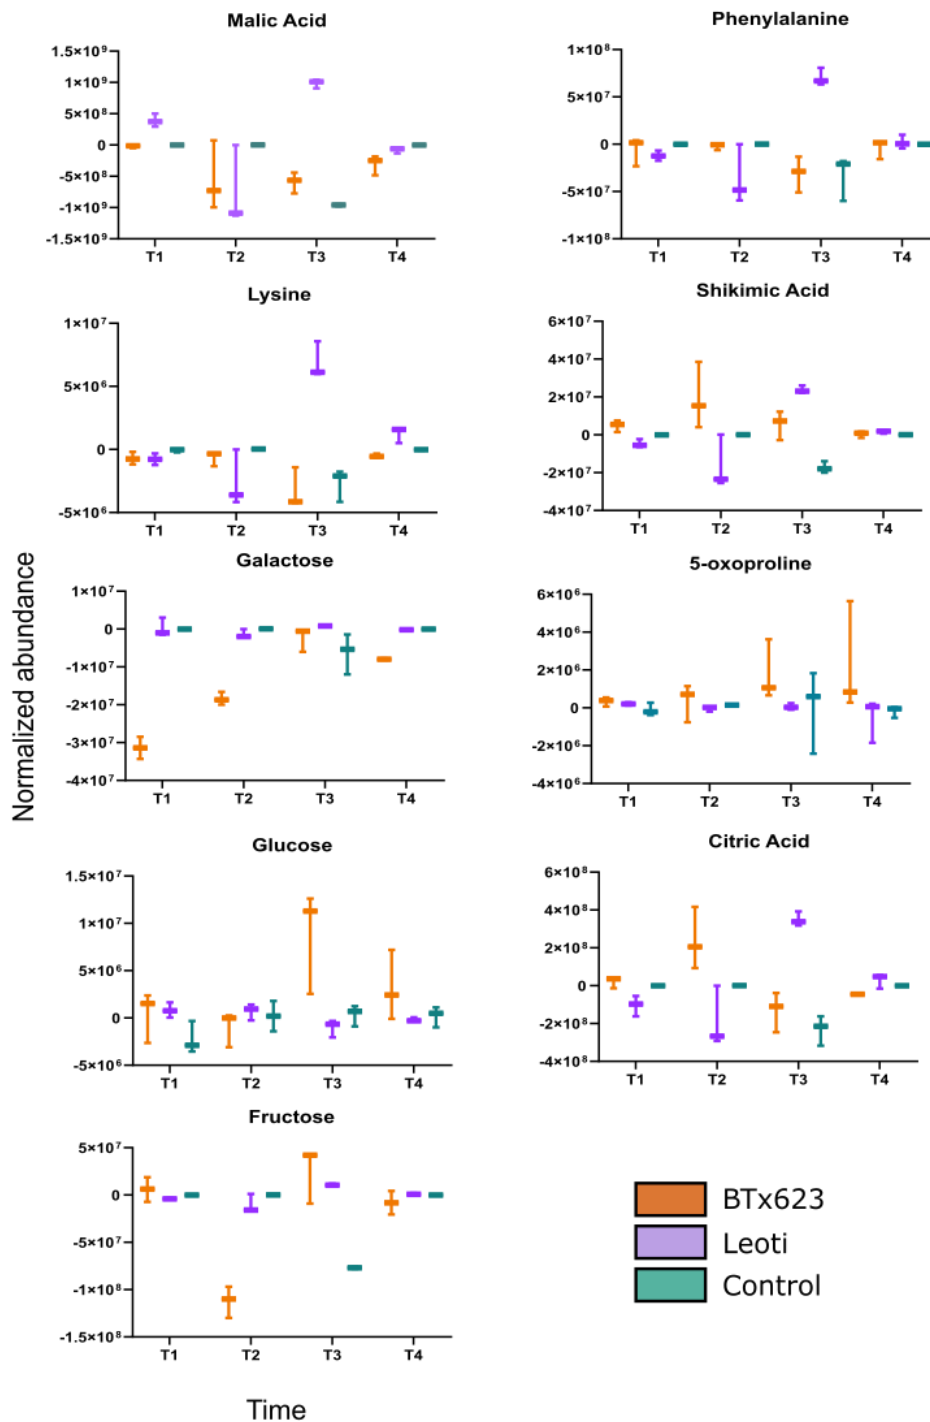 Malic Acid
1.5×10⁹
1×10⁹
5×10⁸
0
-5×10⁸
-1×10⁹
-1.5×10⁹
T1 T2 T3 T4
Phenylalanine
1×10⁸
5×10⁷
0
-5×10⁷
-1×10⁸
T1 T2 T3 T4
Lysine
1×10⁷
5×10⁶
0
-5×10⁶
T1 T2 T3 T4
Shikimic Acid
6×10⁷
4×10⁷
2×10⁷
0
-2×10⁷
-4×10⁷
T1 T2 T3 T4
Normalized abundance
Galactose
1×10⁷
0
-1×10⁷
-2×10⁷
-3×10⁷
-4×10⁷
T1 T2 T3 T4
5-oxoproline
6×10⁶
4×10⁶
2×10⁶
0
-2×10⁶
-4×10⁶
T1 T2 T3 T4
Glucose
1.5×10⁷
1×10⁷
5×10⁶
0
-5×10⁶
T1 T2 T3 T4
Citric Acid
6×10⁸
4×10⁸
2×10⁸
0
-2×10⁸
-4×10⁸
T1 T2 T3 T4
Fructose
5×10⁷
0
-5×10⁷
-1×10⁸
-1.5×10⁸
T1 T2 T3 T4
Time
BTx623
Leoti
Control